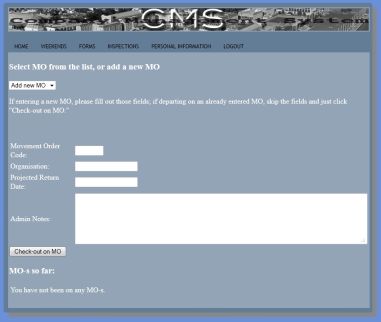 CMS
HOME WEEKENDS FORMS INSPECTIONS PERSONAL INFORMATION LOGOUT
Select MO from the list, or add a new MO
Add new MO
If entering a new MO, please fill out those fields; if departing on an already entered MO, skip the fields and just click
"Check-out on MO:"
Movement Order
Code:
Organisation:
Projected Return
Date:
Admin Notes:
Check-out on MO
MO-s so far:
You have not been on any MO-s.